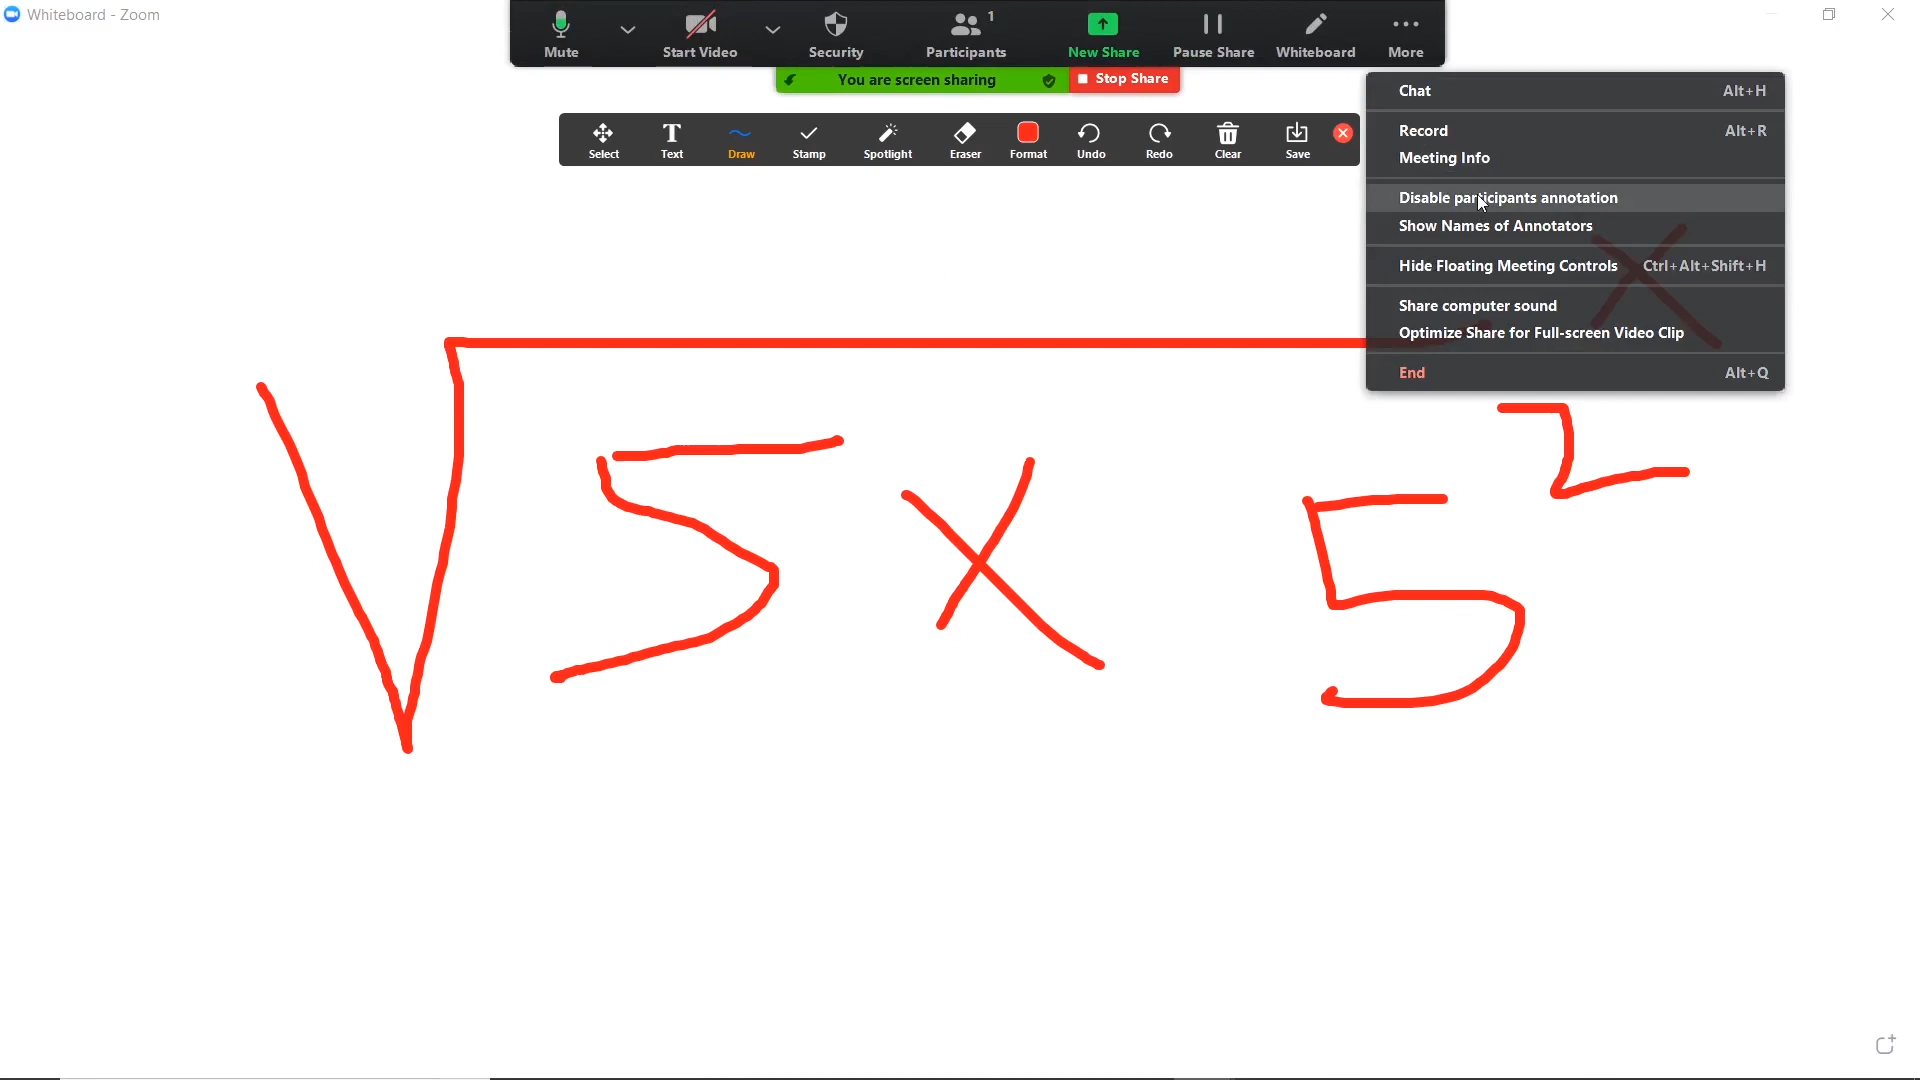 Whiteboard - Zoom
Mute Start Video Security Participants 1 New Share Pause Share Whiteboard More
You are screen sharing Stop Share
Select Text Draw Stamp Spotlight Eraser Format Undo Redo Clear Save
Chat Alt+H
Record Alt+R
Meeting Info
Disable participants annotation
Show Names of Annotators
Hide Floating Meeting Controls Ctrl+Alt+Shift+H
Share computer sound
Optimize Share for Full-screen Video Clip
End Alt+Q
√5 x 5 2
x